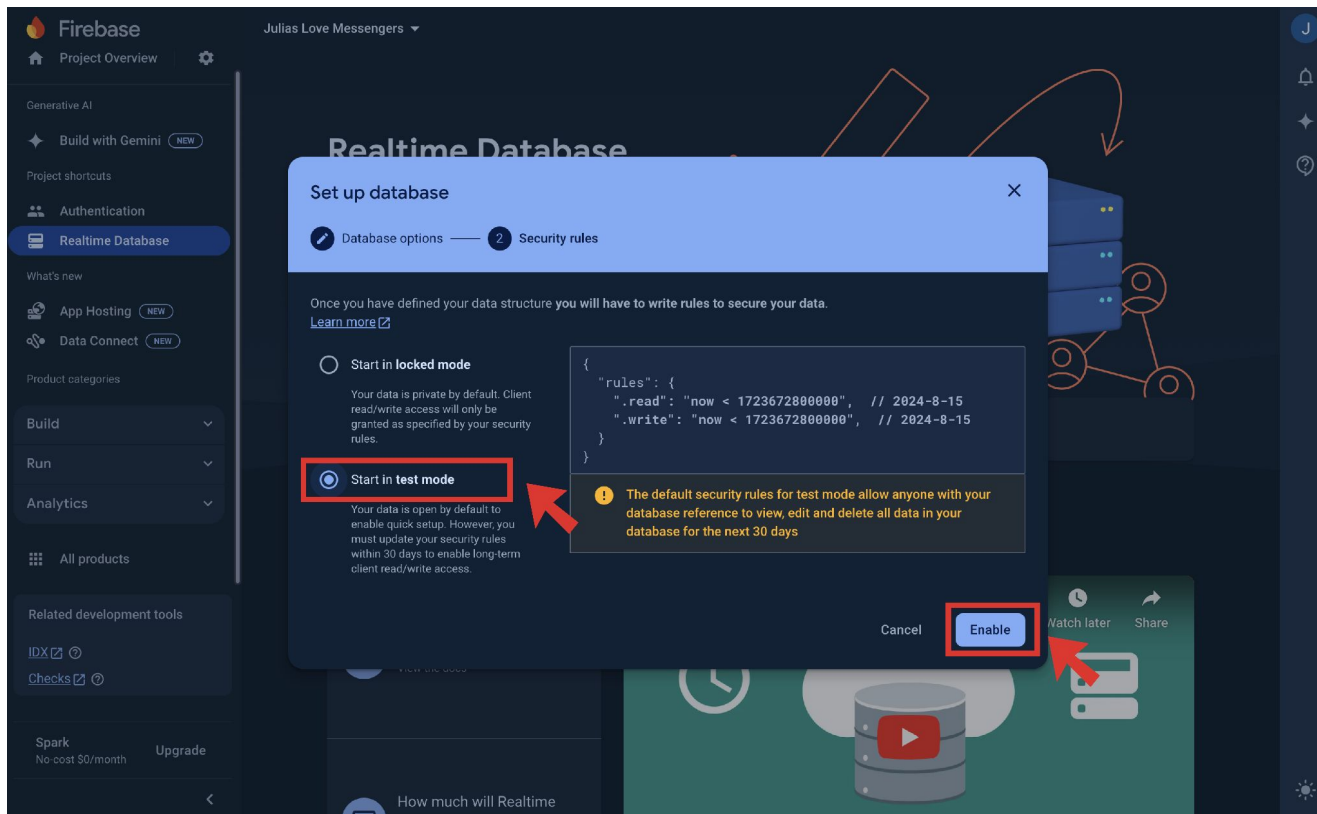 Firebase
Project Overview
Generative AI
Build with Gemini NEW
Project shortcuts
Authentication
Realtime Database
What's new
App Hosting NEW
Data Connect NEW
Product categories
Build
Run
Analytics
All products
Related development tools
IDX
Checks
Spark
No-cost $0/month
Upgrade
Julias Love Messengers
J
Realtime Database
Set up database
Database options
2 Security rules
Once you have defined your data structure you will have to write rules to secure your data.
Learn more
Start in locked mode
Your data is private by default. Client
read/write access will only be
granted as specified by your security
rules.
Start in test mode
Your data is open by default to
enable quick setup. However, you
must update your security rules
within 30 days to enable long-term
client read/write access.
{
"rules": {
".read": "now < 1723672800000", // 2024-8-15
".write": "now < 1723672800000", // 2024-8-15
}
}
The default security rules for test mode allow anyone with your
database reference to view, edit and delete all data in your
database for the next 30 days
Cancel
Enable
Watch later
Share
View the docs
How much will Realtime